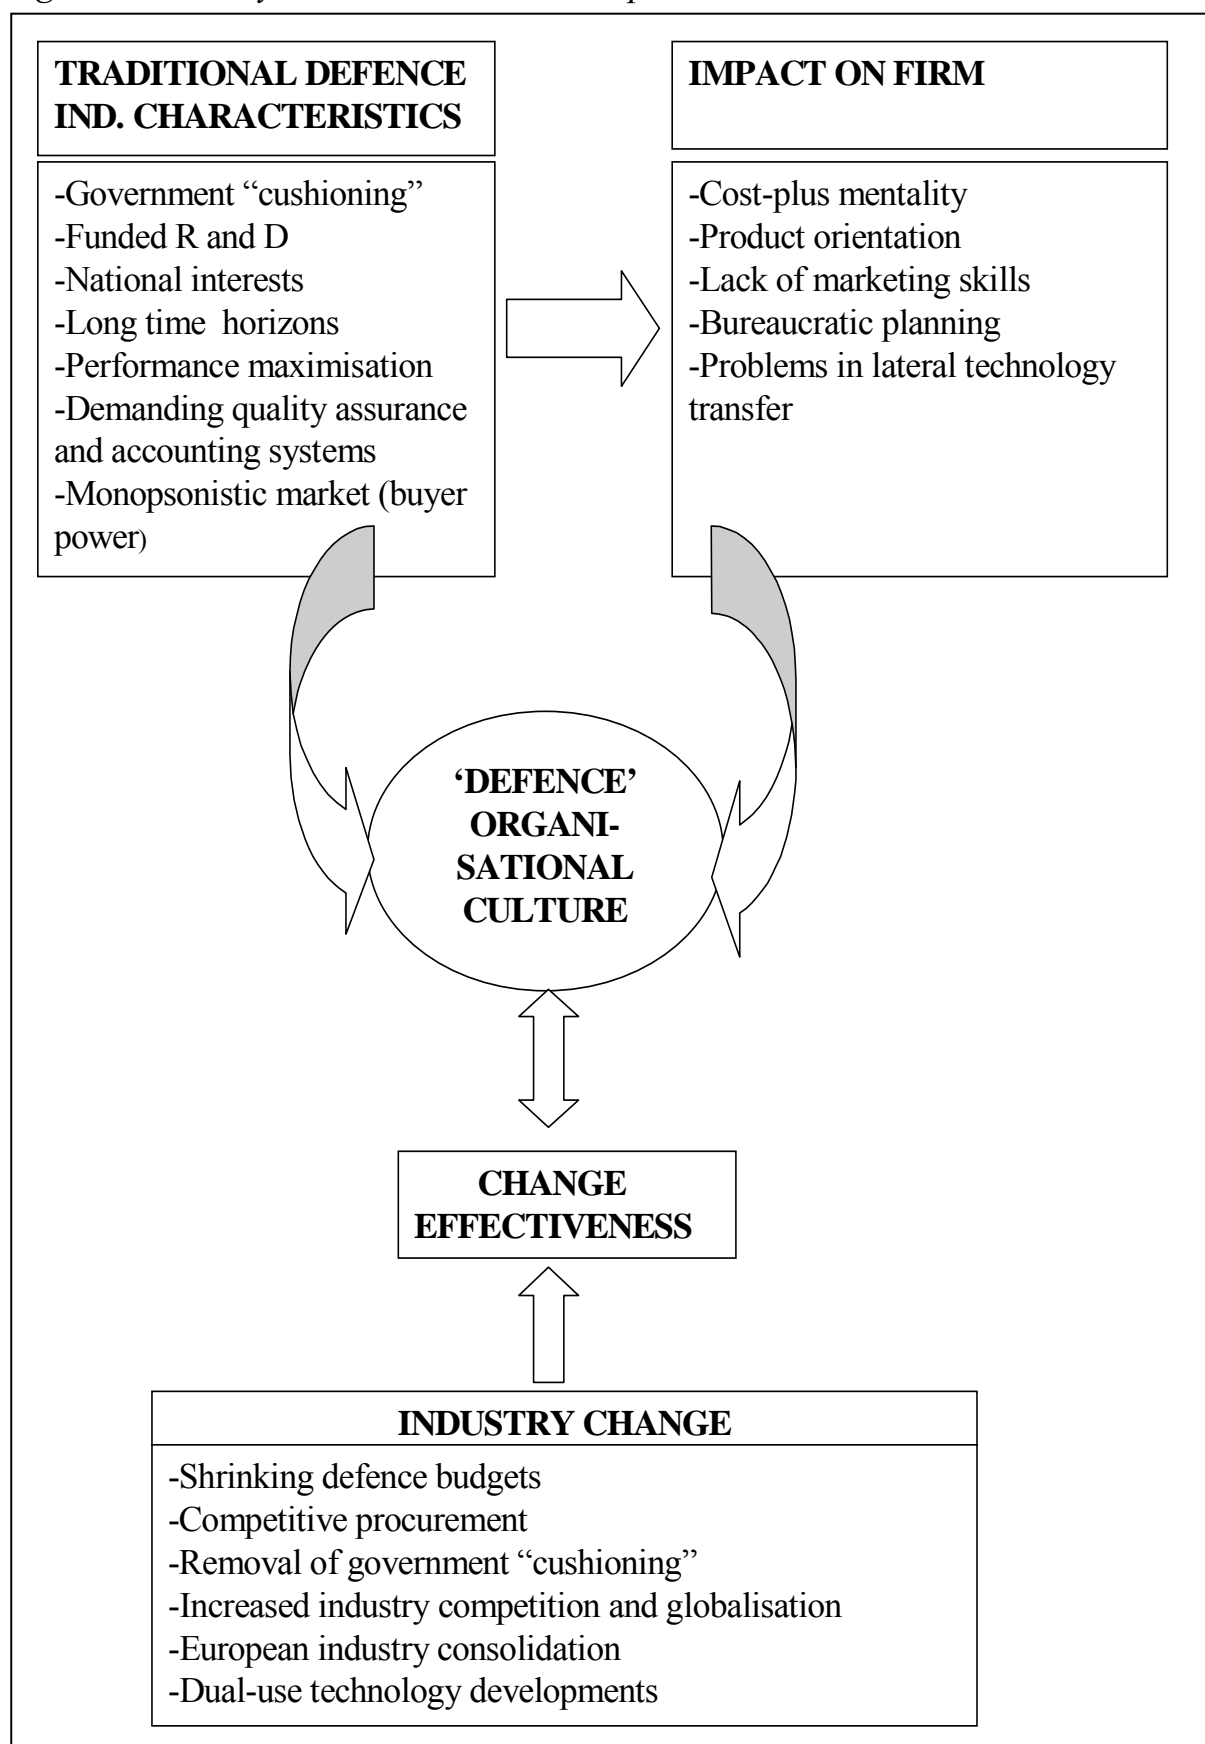 TRADITIONAL DEFENCE
IND. CHARACTERISTICS
-Government “cushioning”
-Funded R and D
-National interests
-Long time horizons
-Performance maximisation
-Demanding quality assurance
and accounting systems
-Monopsonistic market (buyer
power)
IMPACT ON FIRM
-Cost-plus mentality
-Product orientation
-Lack of marketing skills
-Bureaucratic planning
-Problems in lateral technology
transfer
‘DEFENCE’
ORGANI-
SATIONAL
CULTURE
CHANGE
EFFECTIVENESS
INDUSTRY CHANGE
-Shrinking defence budgets
-Competitive procurement
-Removal of government “cushioning”
-Increased industry competition and globalisation
-European industry consolidation
-Dual-use technology developments